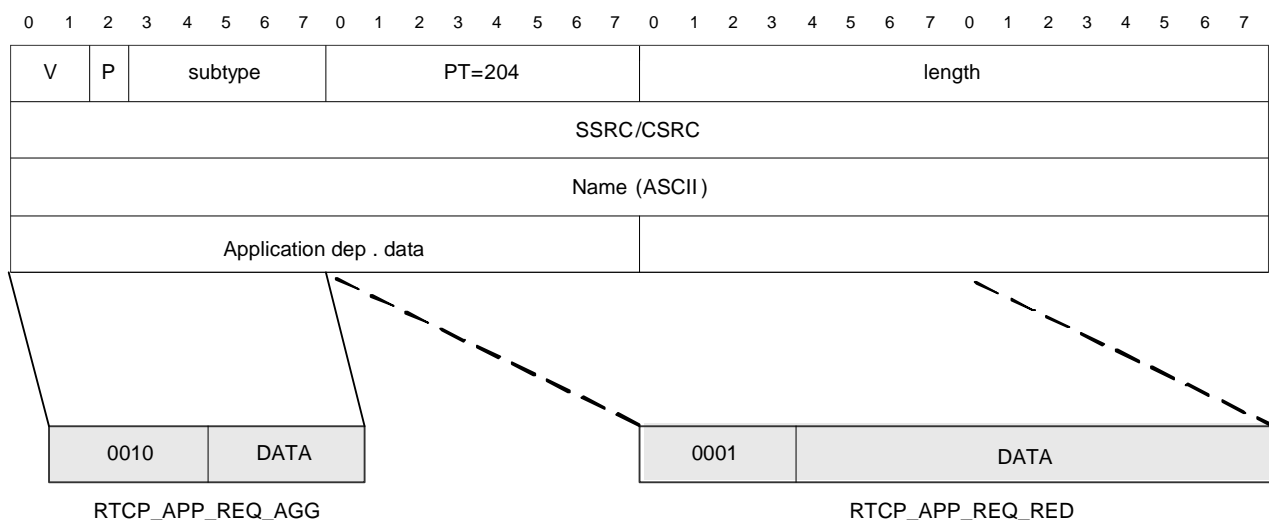 0 1 2 3 4 5 6 7 0 1 2 3 4 5 6 7 0 1 2 3 4 5 6 7 0 1 2 3 4 5 6 7
V P subtype PT=204 length
SSRC/CSRC
Name (ASCII)
Application dep . data
0010 DATA 0001 DATA
RTCP_APP_REQ_AGG RTCP_APP_REQ_RED